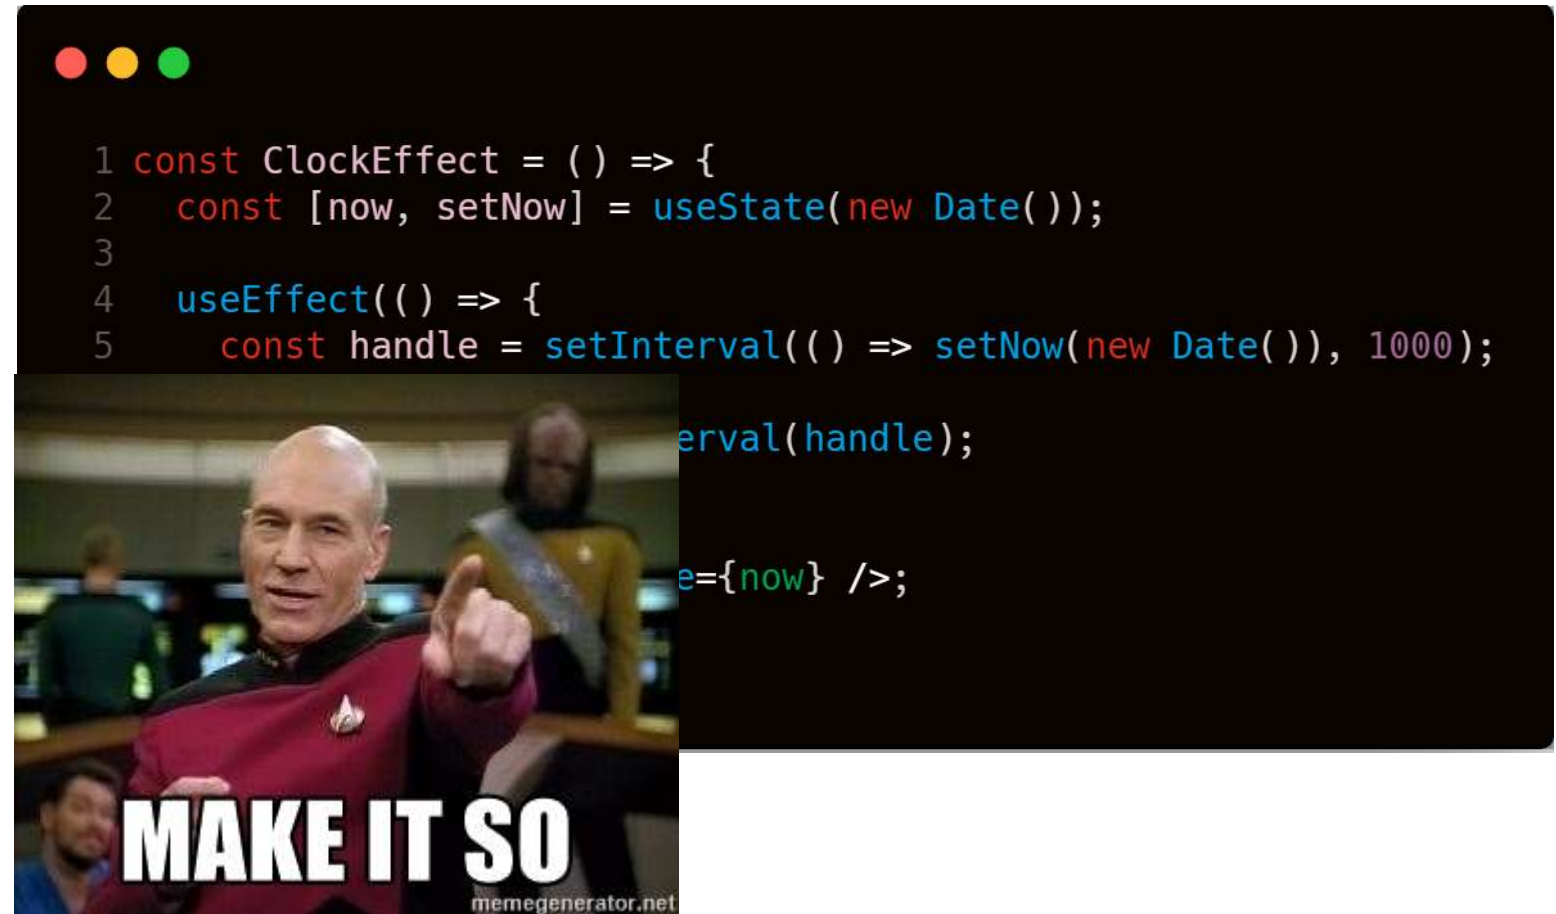 1 const ClockEffect = () => {
2   const [now, setNow] = useState(new Date());
3
4   useEffect(() => {
5     const handle = setInterval(() => setNow(new Date()), 1000);
erval(handle);
e={now} />;
MAKE IT SO
memegenerator.net